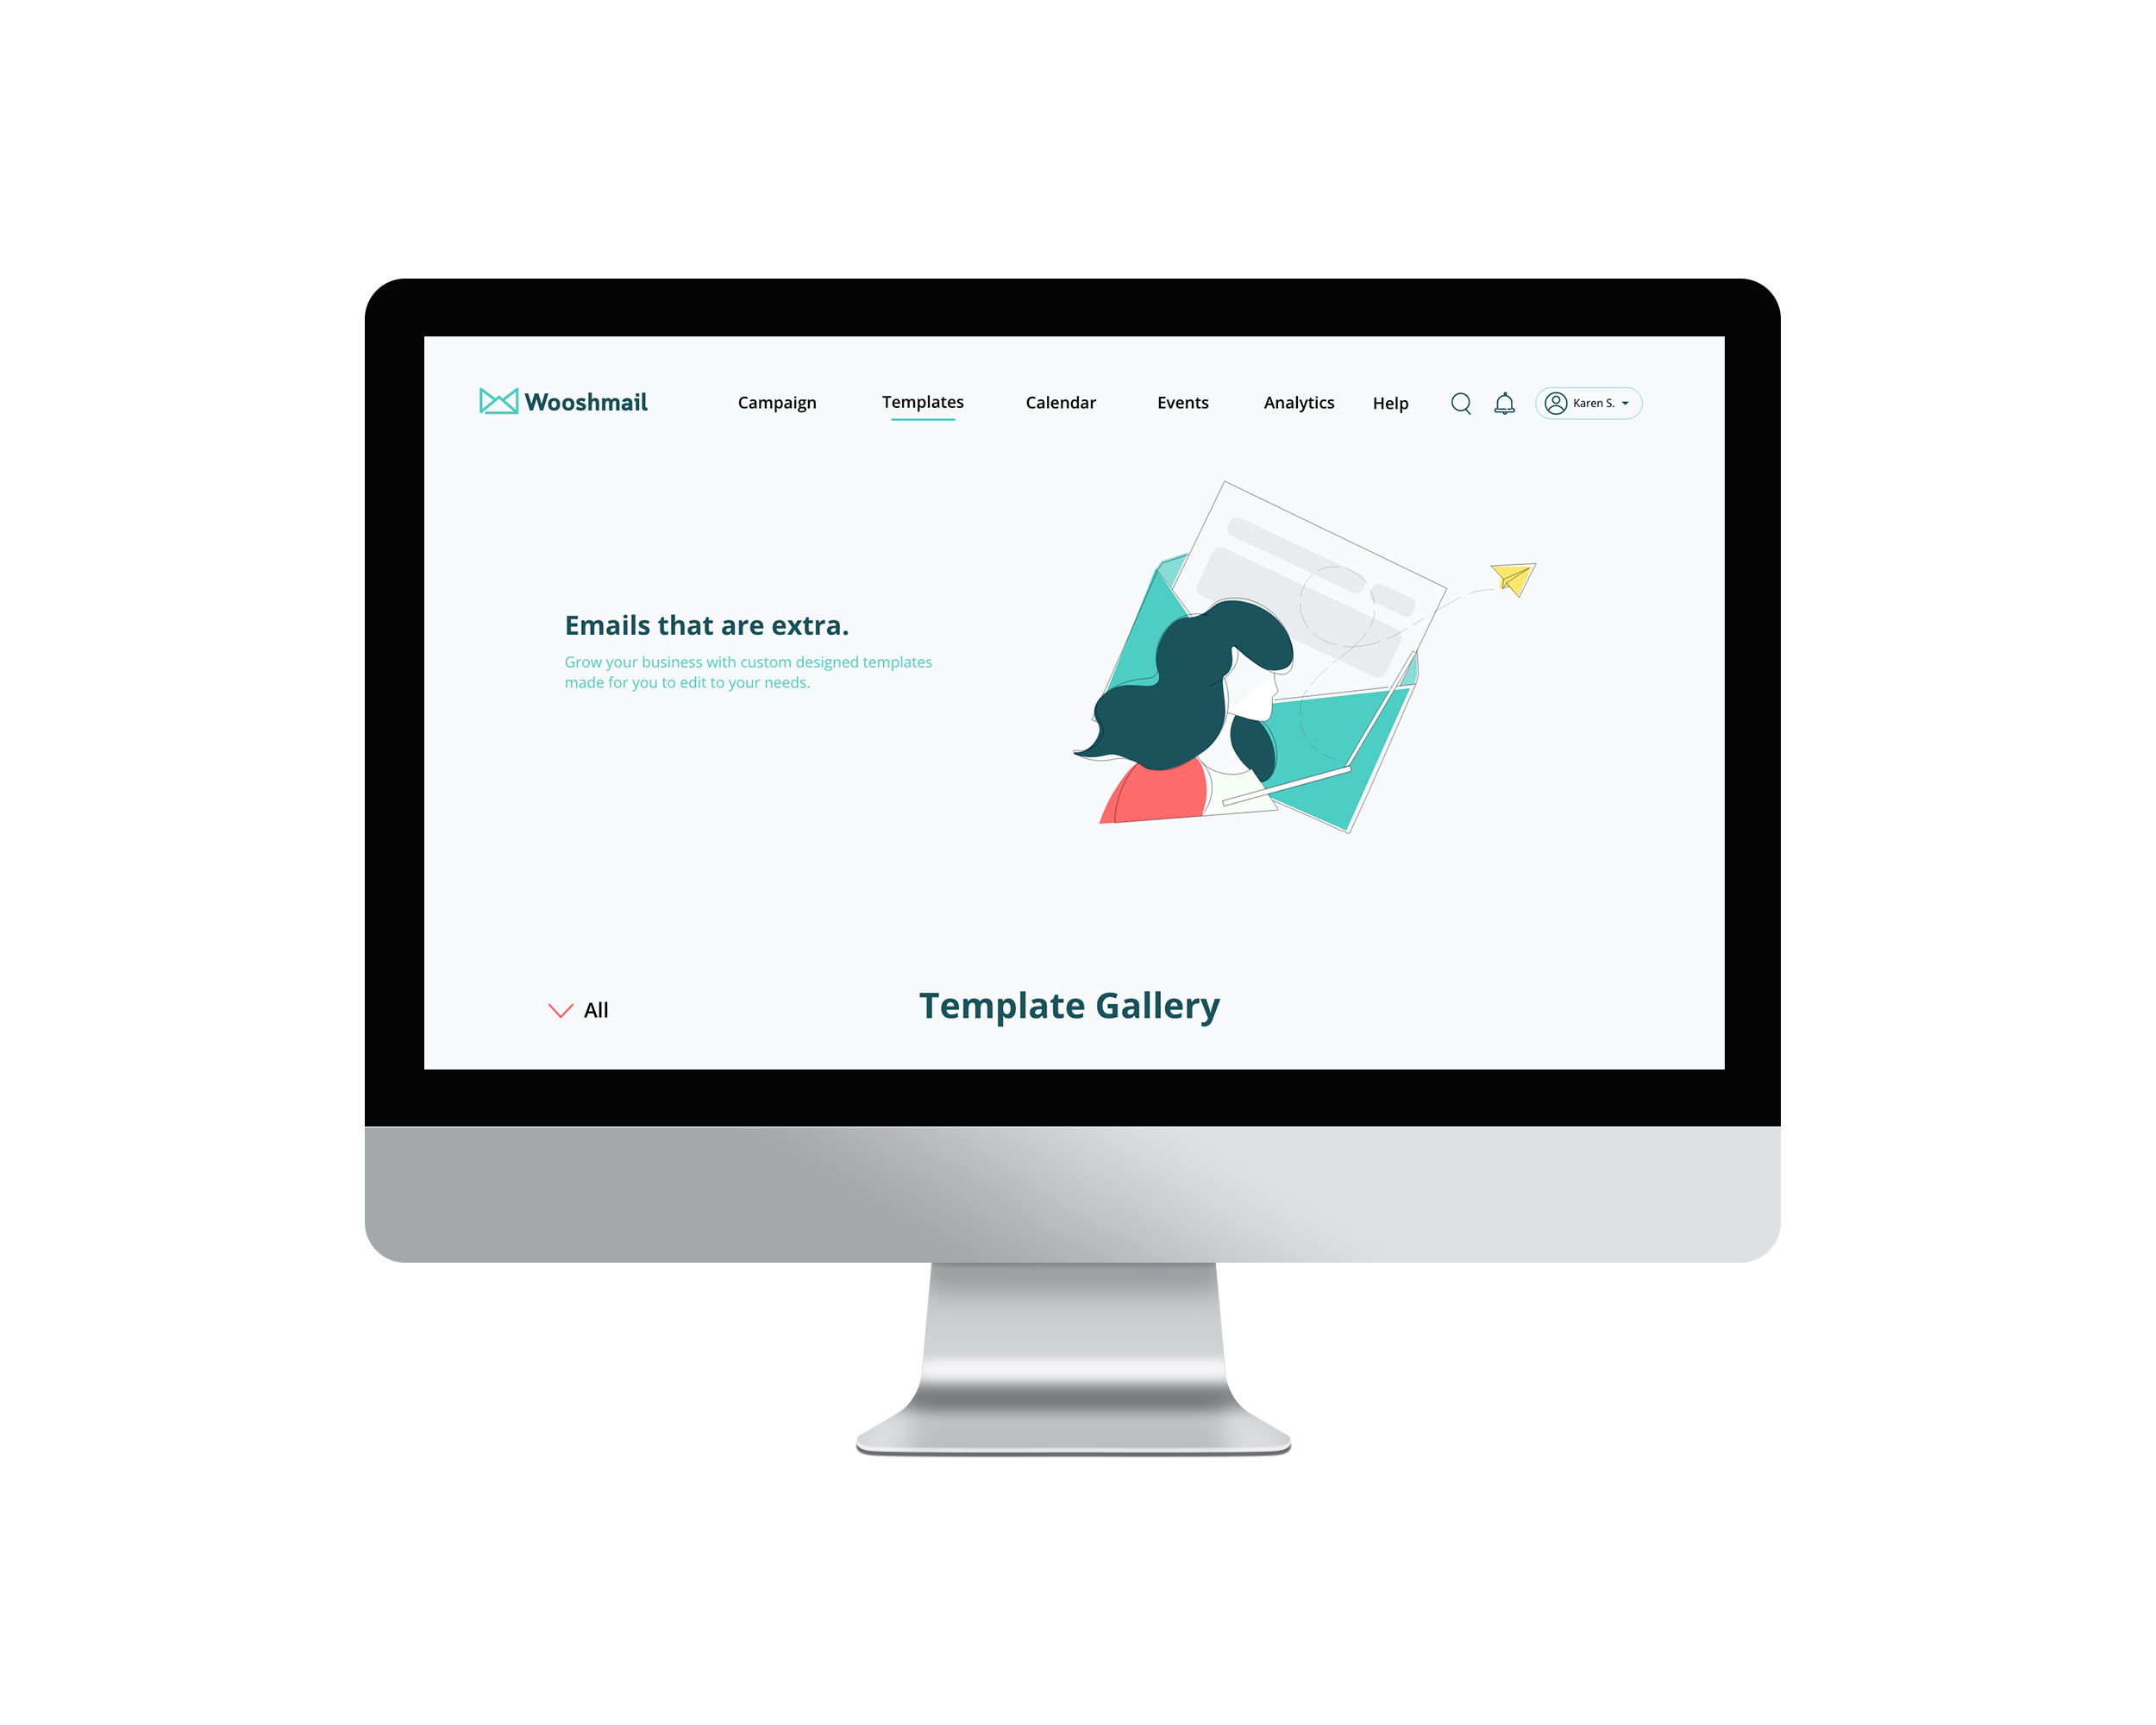 Wooshmail
Campaign
Templates
Calendar
Events
Analytics
Help
Karen S.
Emails that are extra.
Grow your business with custom designed templates
made for you to edit to your needs.
All
Template Gallery